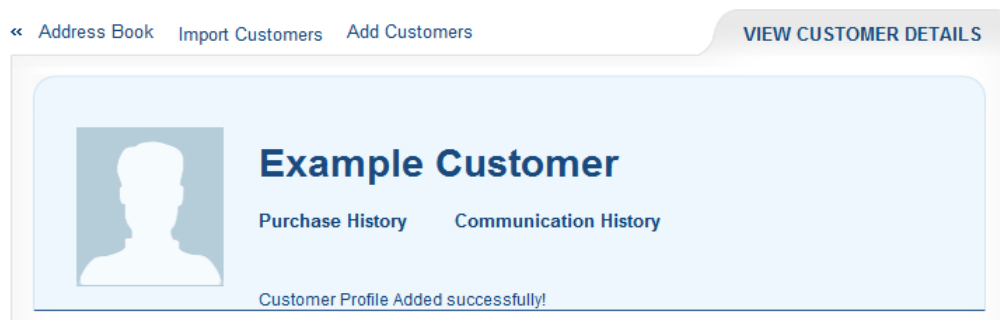 « Address Book Import Customers Add Customers VIEW CUSTOMER DETAILS
Example Customer
Purchase History Communication History
Customer Profile Added successfully!